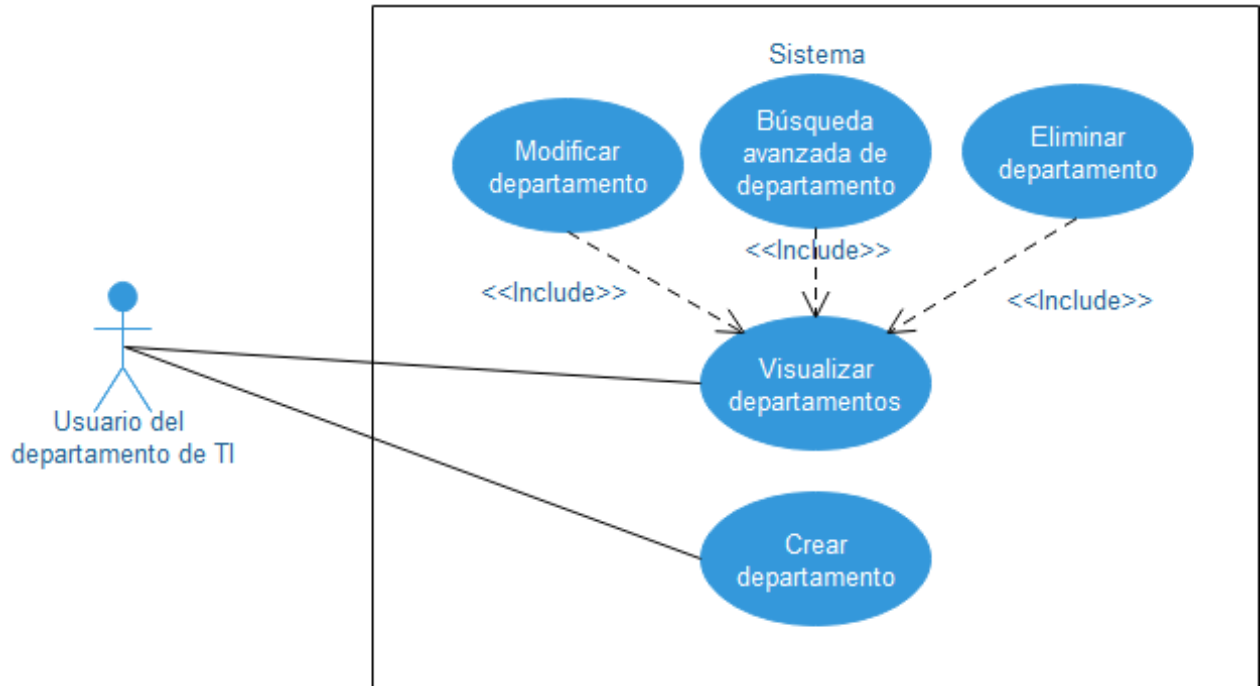 Sistema
Modificar
departamento
Búsqueda
avanzada de
departamento
Eliminar
departamento
<<Include>>
<<Include>>
<<Include>>
Visualizar
departamentos
Usuario del
departamento de TI
Crear
departamento